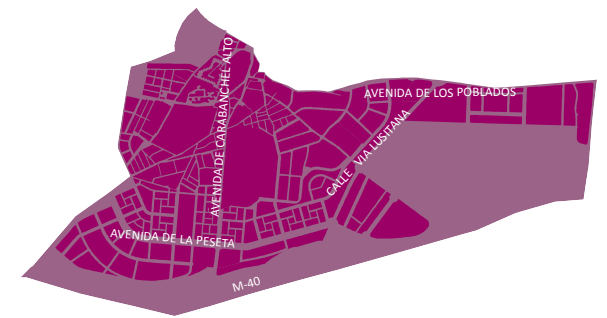 AVENIDA DE LOS POBLADOS
AVENIDA DE CARABANCHEL ALTO
CALLE  VIA LUSITANA
AVENIDA DE LA PESETA
M-40